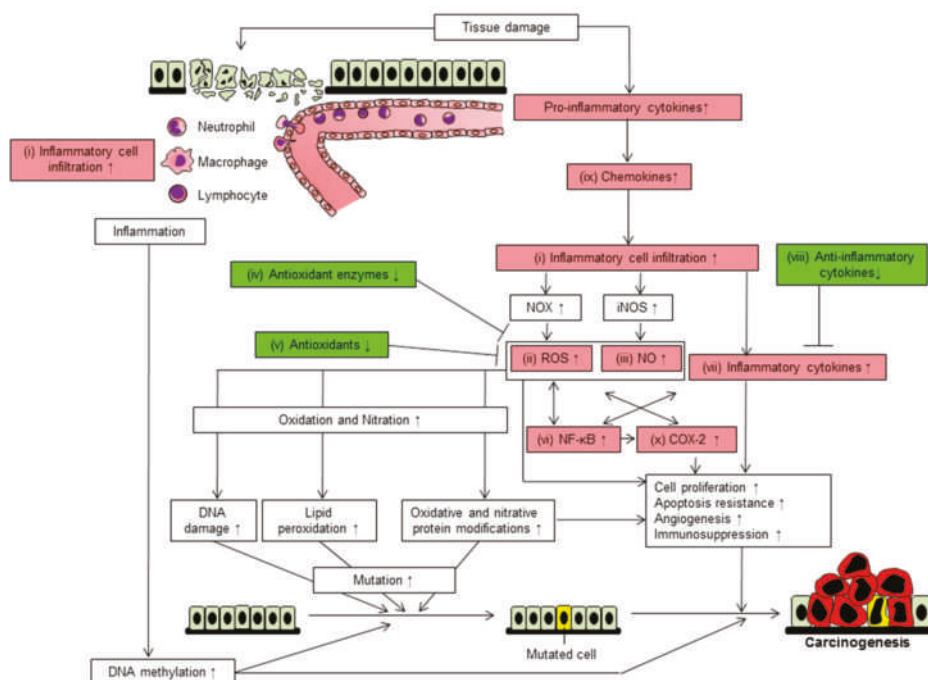 Tissue damage
Pro-inflammatory cytokines↑
Neutrophil
(i) Inflammatory cell
infiltration ↑
Macrophage
Lymphocyte
(ix) Chemokines↑
Inflammation
(i) Inflammatory cell infiltration ↑
(viii) Anti-inflammatory
cytokines↓
(iv) Antioxidant enzymes ↓
NOX ↑
iNOS ↑
(v) Antioxidants ↓
(ii) ROS ↑
(iii) NO ↑
(vii) Inflammatory cytokines ↑
Oxidation and Nitration ↑
(vi) NF-κB ↑
(x) COX-2 ↑
Cell proliferation ↑
Apoptosis resistance ↑
Angiogenesis ↑
Immunosuppression ↑
DNA
damage ↑
Lipid
peroxidation ↑
Oxidative and nitrative
protein modifications ↑
Mutation ↑
Mutated cell
Carcinogenesis
DNA methylation ↑